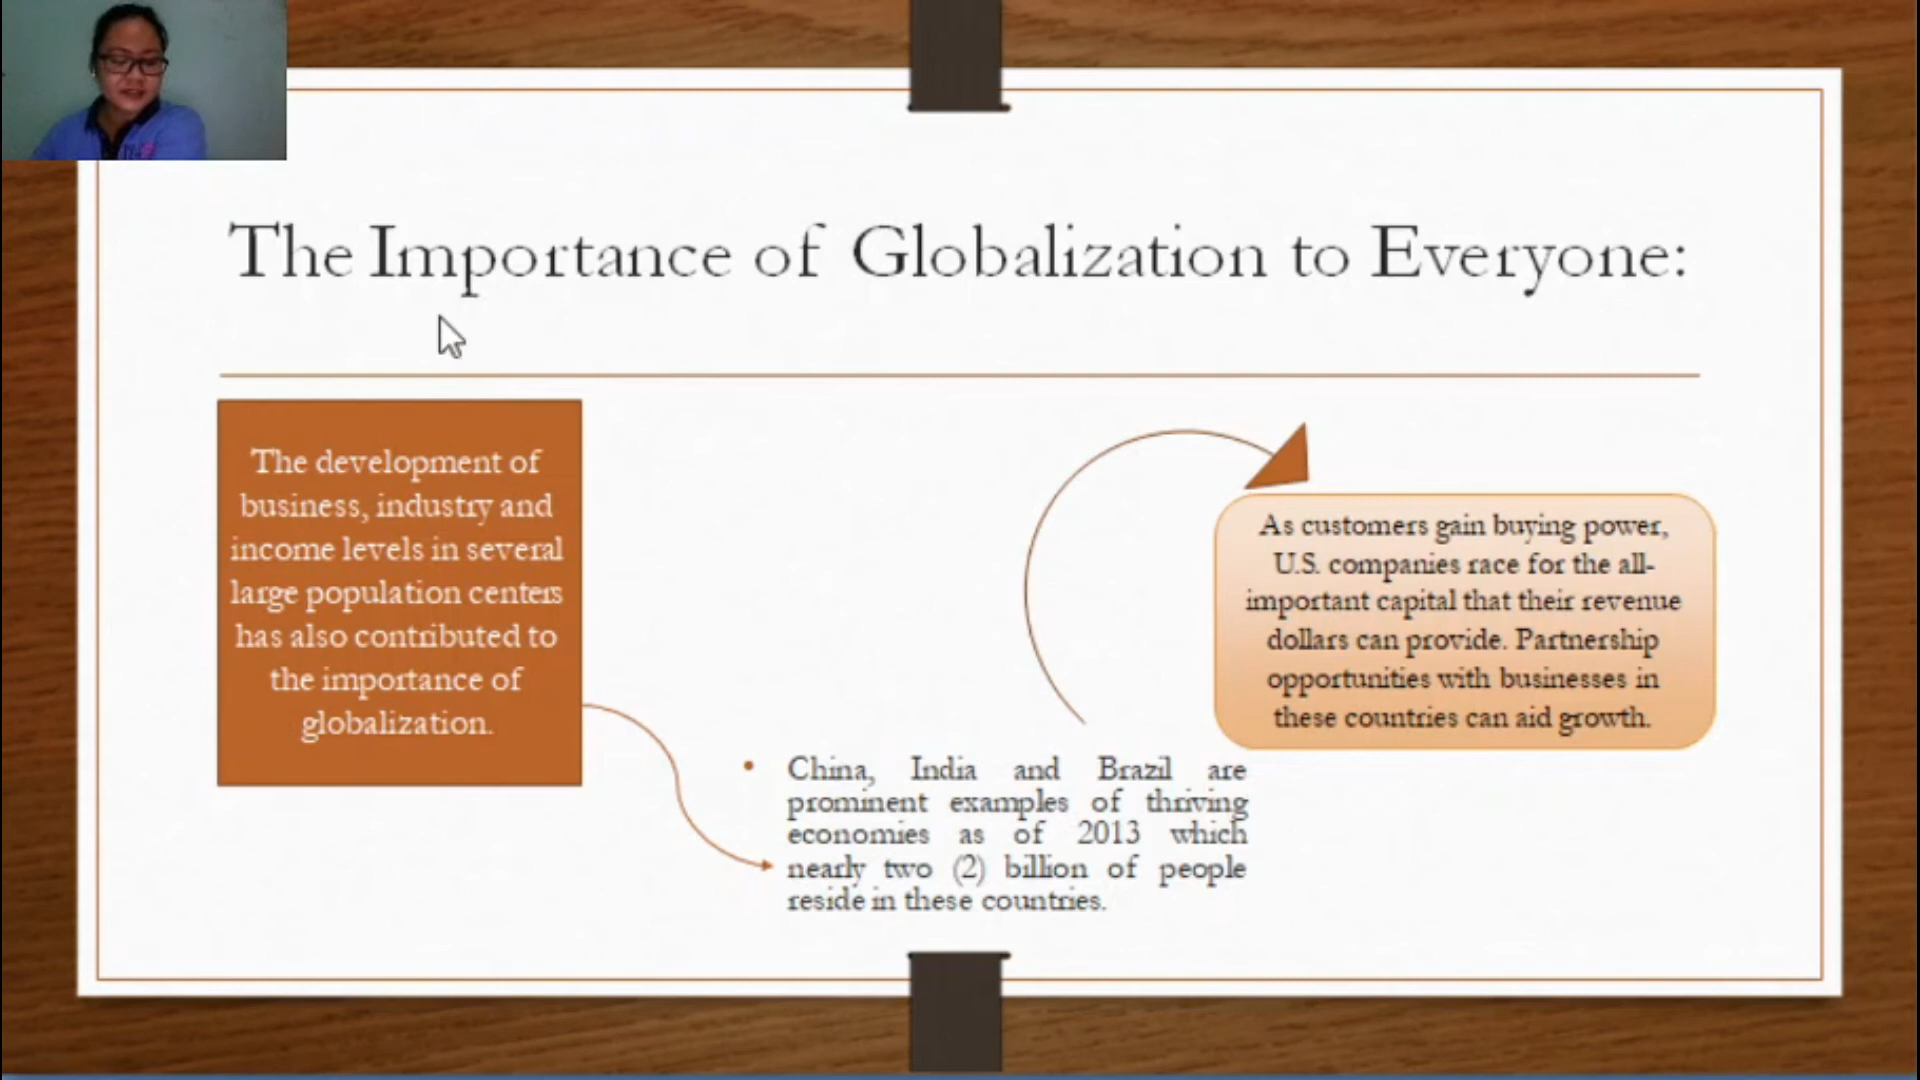 The Importance of Globalization to Everyone:
The development of
business, industry and
income levels in several
large population centers
has also contributed to
the importance of
globalization.
• China, India and Brazil are
prominent examples of thriving
economies as of 2013 which
nearly two (2) billion of people
reside in these countries.
As customers gain buying power,
U.S. companies race for the all-
important capital that their revenue
dollars can provide. Partnership
opportunities with businesses in
these countries can aid growth.